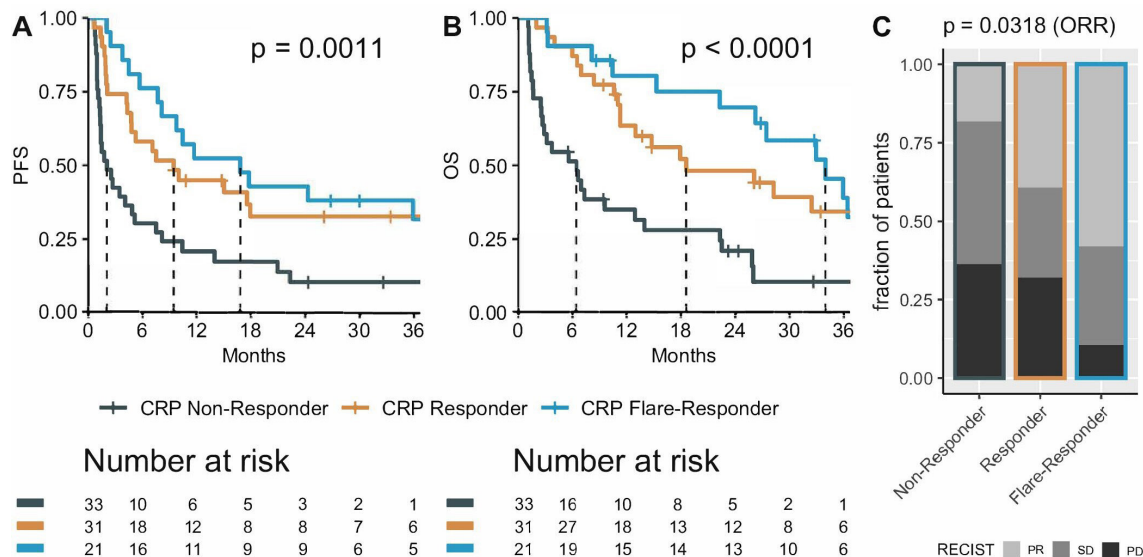 A
p = 0.0011
PFS
1.00
0.75
0.50
0.25
0.00
0 6 12 18 24 30 36
Months
B
p < 0.0001
OS
1.00
0.75
0.50
0.25
0.00
0 6 12 18 24 30 36
Months
C
p = 0.0318 (ORR)
fraction of patients
1.00
0.75
0.50
0.25
0.00
Non-Responder
Responder
Flare-Responder
RECIST PR SD PD
CRP Non-Responder CRP Responder CRP Flare-Responder
Number at risk
33 10 6 5 3 2 1
31 18 12 8 8 7 6
21 16 11 9 9 6 5
Number at risk
33 16 10 8 5 2 1
31 27 18 13 12 8 6
21 19 15 14 13 10 6